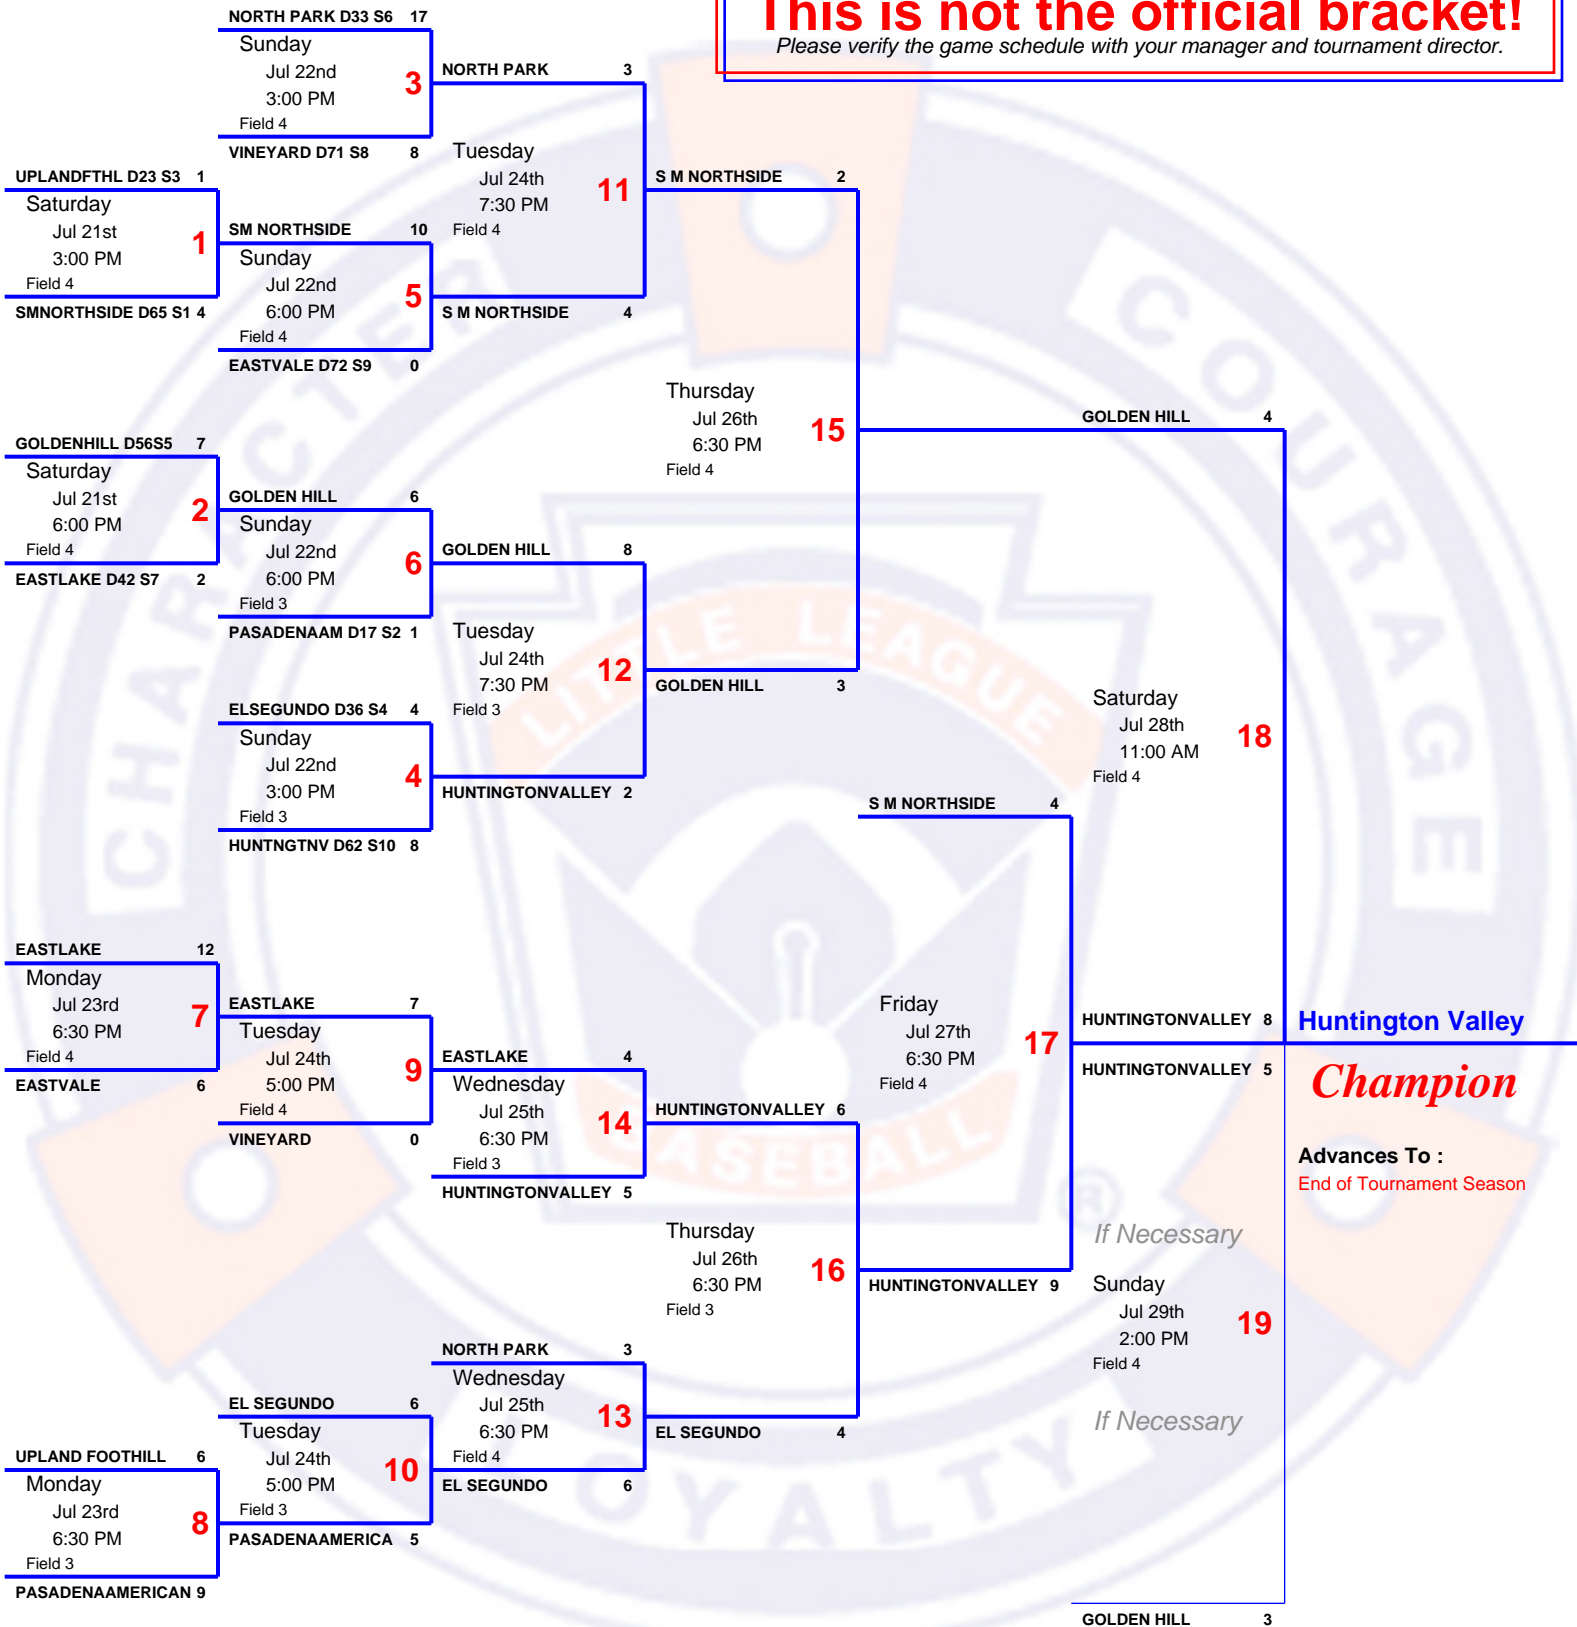 This is not the official bracket!
Please verify the game schedule with your manager and tournament director.
NORTH PARK D33 S6 17
Sunday
Jul 22nd
3:00 PM
Field 4
3
VINEYARD D71 S8 8
NORTH PARK 3
Tuesday
Jul 24th
7:30 PM
Field 4
11
UPLANDFTHL D23 S3 1
Saturday
Jul 21st
3:00 PM
Field 4
1
SMNORTHSIDE D65 S1 4
SM NORTHSIDE 10
Sunday
Jul 22nd
6:00 PM
Field 4
5
EASTVALE D72 S9 0
S M NORTHSIDE 4
S M NORTHSIDE 2
Thursday
Jul 26th
6:30 PM
Field 4
15
GOLDEN HILL 4
GOLDENHILL D56S5 7
Saturday
Jul 21st
6:00 PM
Field 4
2
EASTLAKE D42 S7 2
GOLDEN HILL 6
Sunday
Jul 22nd
6:00 PM
Field 3
6
PASADENAAM D17 S2 1
GOLDEN HILL 8
Tuesday
Jul 24th
7:30 PM
Field 3
12
GOLDEN HILL 3
ELSEGUNDO D36 S4 4
Sunday
Jul 22nd
3:00 PM
Field 3
4
HUNTNGTNV D62 S10 8
HUNTINGTONVALLEY 2
Saturday
Jul 28th
11:00 AM
Field 4
18
S M NORTHSIDE 4
EASTLAKE 12
Monday
Jul 23rd
6:30 PM
Field 4
7
EASTVALE 6
EASTLAKE 7
Tuesday
Jul 24th
5:00 PM
Field 4
9
VINEYARD 0
EASTLAKE 4
Wednesday
Jul 25th
6:30 PM
Field 3
14
HUNTINGTONVALLEY 5
HUNTINGTONVALLEY 6
Friday
Jul 27th
6:30 PM
Field 4
17
HUNTINGTONVALLEY 8
HUNTINGTONVALLEY 5
Huntington Valley
Champion
Advances To :
End of Tournament Season
Thursday
Jul 26th
6:30 PM
Field 3
16
HUNTINGTONVALLEY 9
If Necessary
Sunday
Jul 29th
2:00 PM
Field 4
19
If Necessary
NORTH PARK 3
Wednesday
Jul 25th
6:30 PM
Field 4
13
EL SEGUNDO 6
EL SEGUNDO 4
EL SEGUNDO 6
Tuesday
Jul 24th
5:00 PM
Field 3
10
PASADENAAMERICA 5
UPLAND FOOTHILL 6
Monday
Jul 23rd
6:30 PM
Field 3
8
PASADENAAMERICAN 9
GOLDEN HILL 3
CHARACTER
COURAGE
LOYALTY
LITTLE LEAGUE
BASEBALL
®